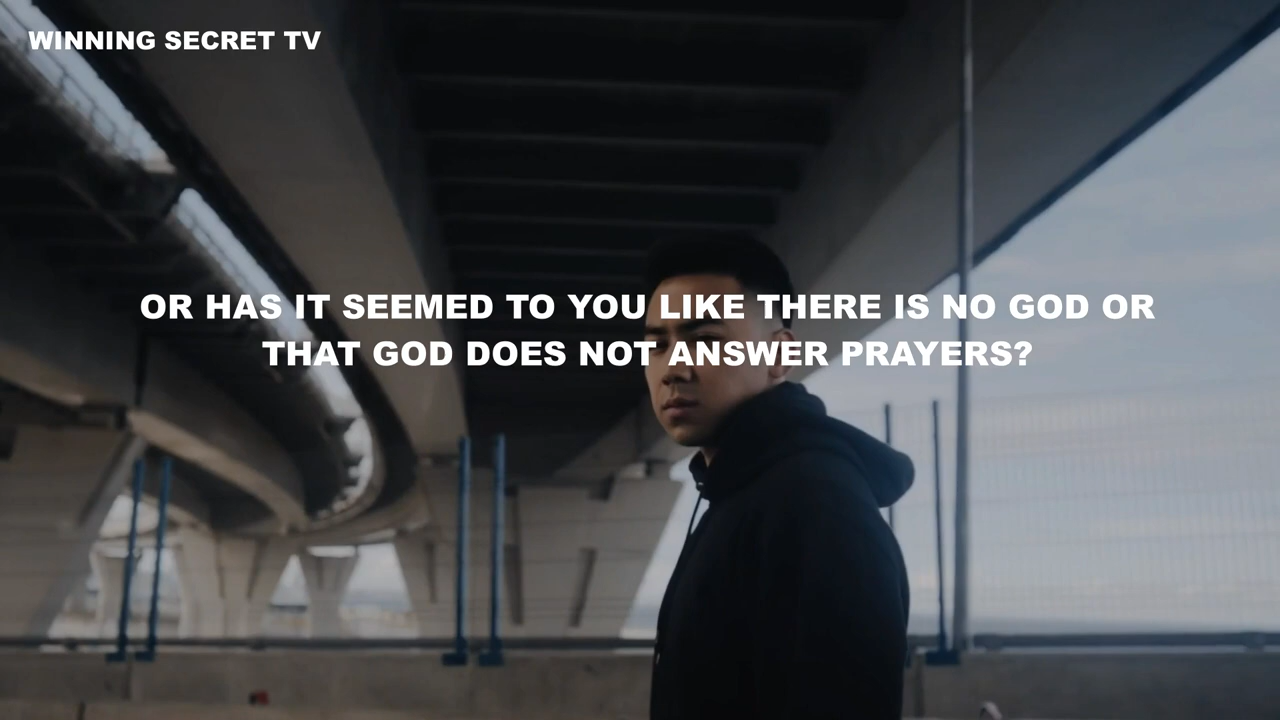 WINNING SECRET TV
OR HAS IT SEEMED TO YOU LIKE THERE IS NO GOD OR
THAT GOD DOES NOT ANSWER PRAYERS?